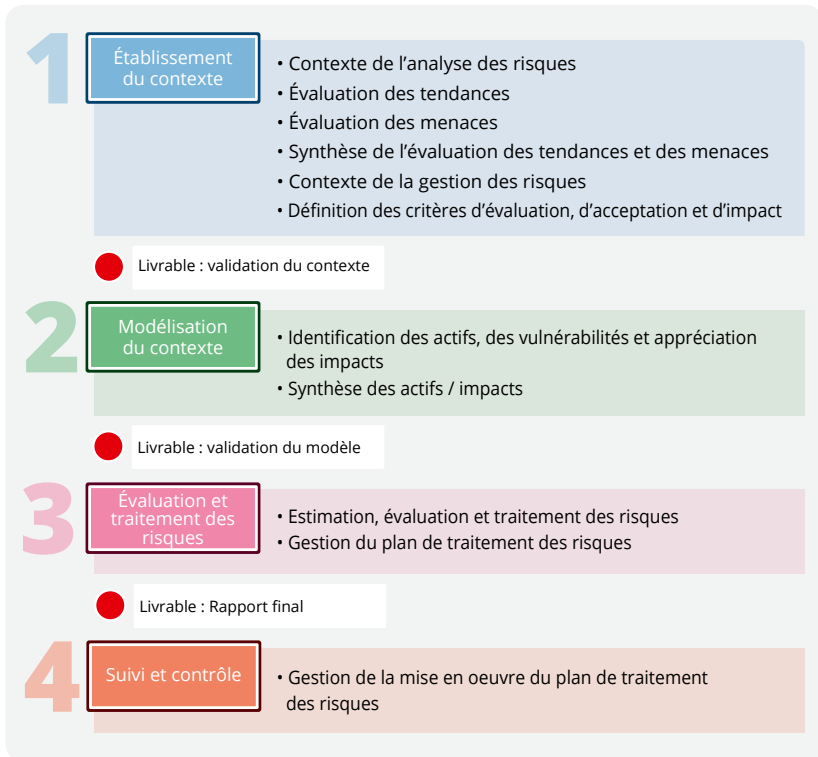 1
Établissement
du contexte
• Contexte de l'analyse des risques
• Évaluation des tendances
• Évaluation des menaces
• Synthèse de l'évaluation des tendances et des menaces
• Contexte de la gestion des risques
• Définition des critères d'évaluation, d'acceptation et d'impact
Livrable : validation du contexte
2
Modélisation
du contexte
• Identification des actifs, des vulnérabilités et appréciation
des impacts
• Synthèse des actifs / impacts
Livrable : validation du modèle
3
Évaluation et
traitement des
risques
• Estimation, évaluation et traitement des risques
• Gestion du plan de traitement des risques
Livrable : Rapport final
4
Suivi et contrôle
• Gestion de la mise en oeuvre du plan de traitement
des risques